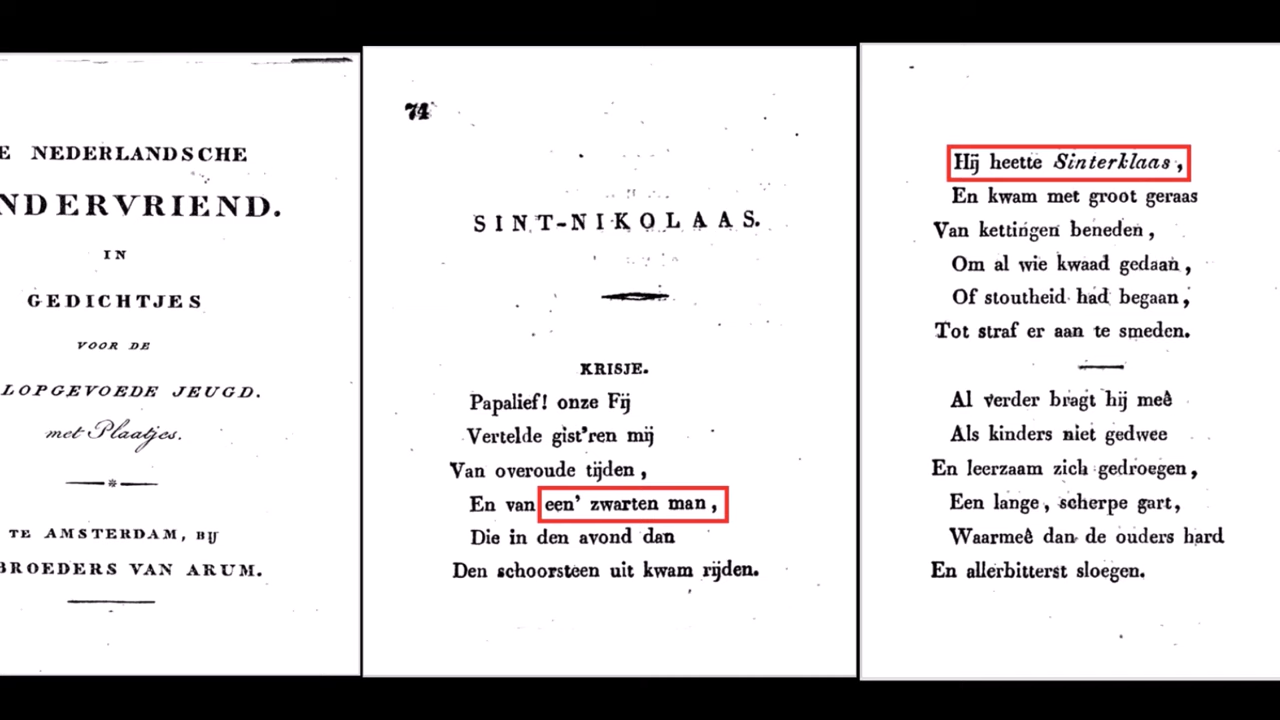 E NEDERLANDSCHE
NDERVRIEND.
IN
GEDICHTJES
VOOR DE
LOPGEVOEDE JEUGD.
met Plaatjes.
TE AMSTERDAM, BIJ
BROEDERS VAN ARUM.
74
SINT-NIKOLAAS.
KRISJE.
Papalief! onze Fij
Vertelde gist'ren mij
Van overoude tijden,
En van een' zwarten man,
Die in den avond dan
Den schoorsteen uit kwam rijden.
Hij heette Sinterklaas,
En kwam met groot geraas
Van kettingen beneden,
Om al wie kwaad gedaan,
Of stoutheid had begaan,
Tot straf er aan te smeden.
Al verder bragt hij meê
Als kinders niet gedwee
En leerzaam zich gedroegen,
Een lange, scherpe gart,
Waarmeê dan de ouders hard
En allerbitterst sloegen.